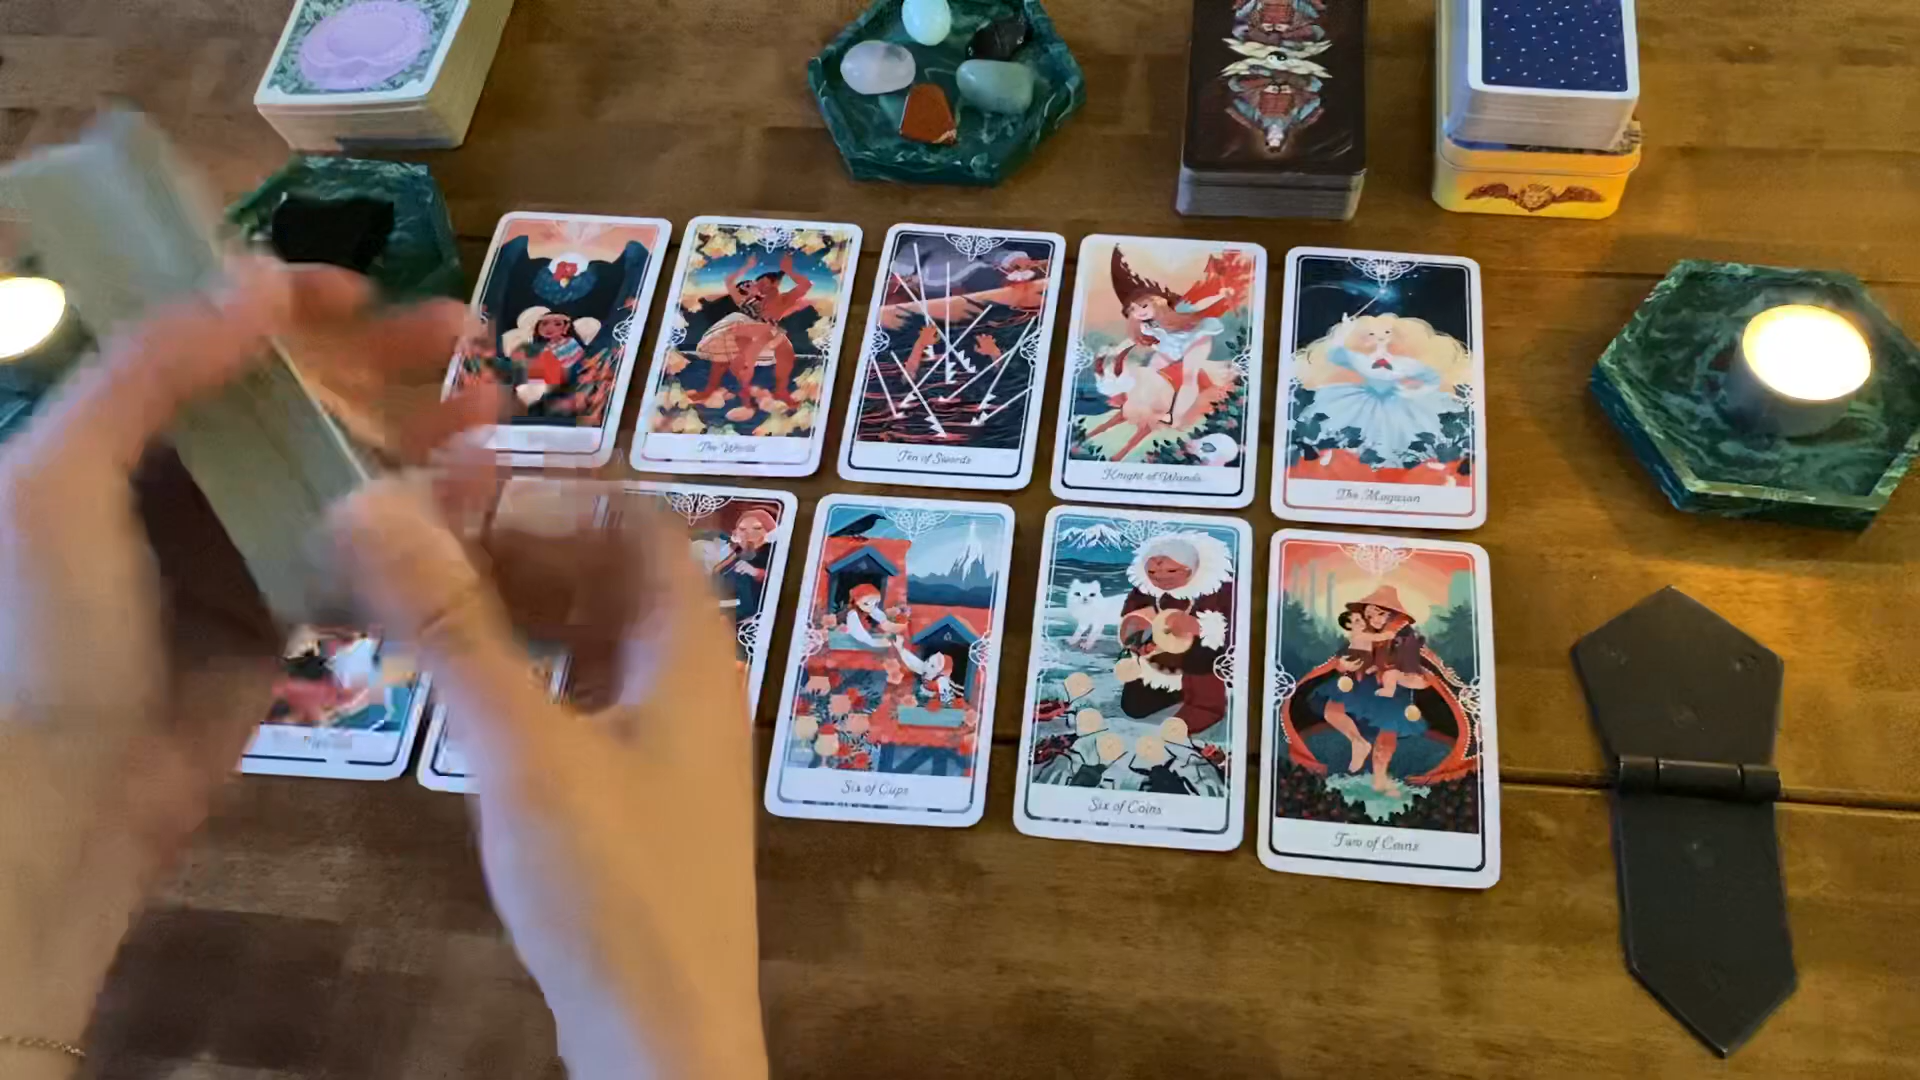 The World
Ten of Swords
Knight of Wands
The Magician
Six of Cups
Six of Coins
Two of Coins